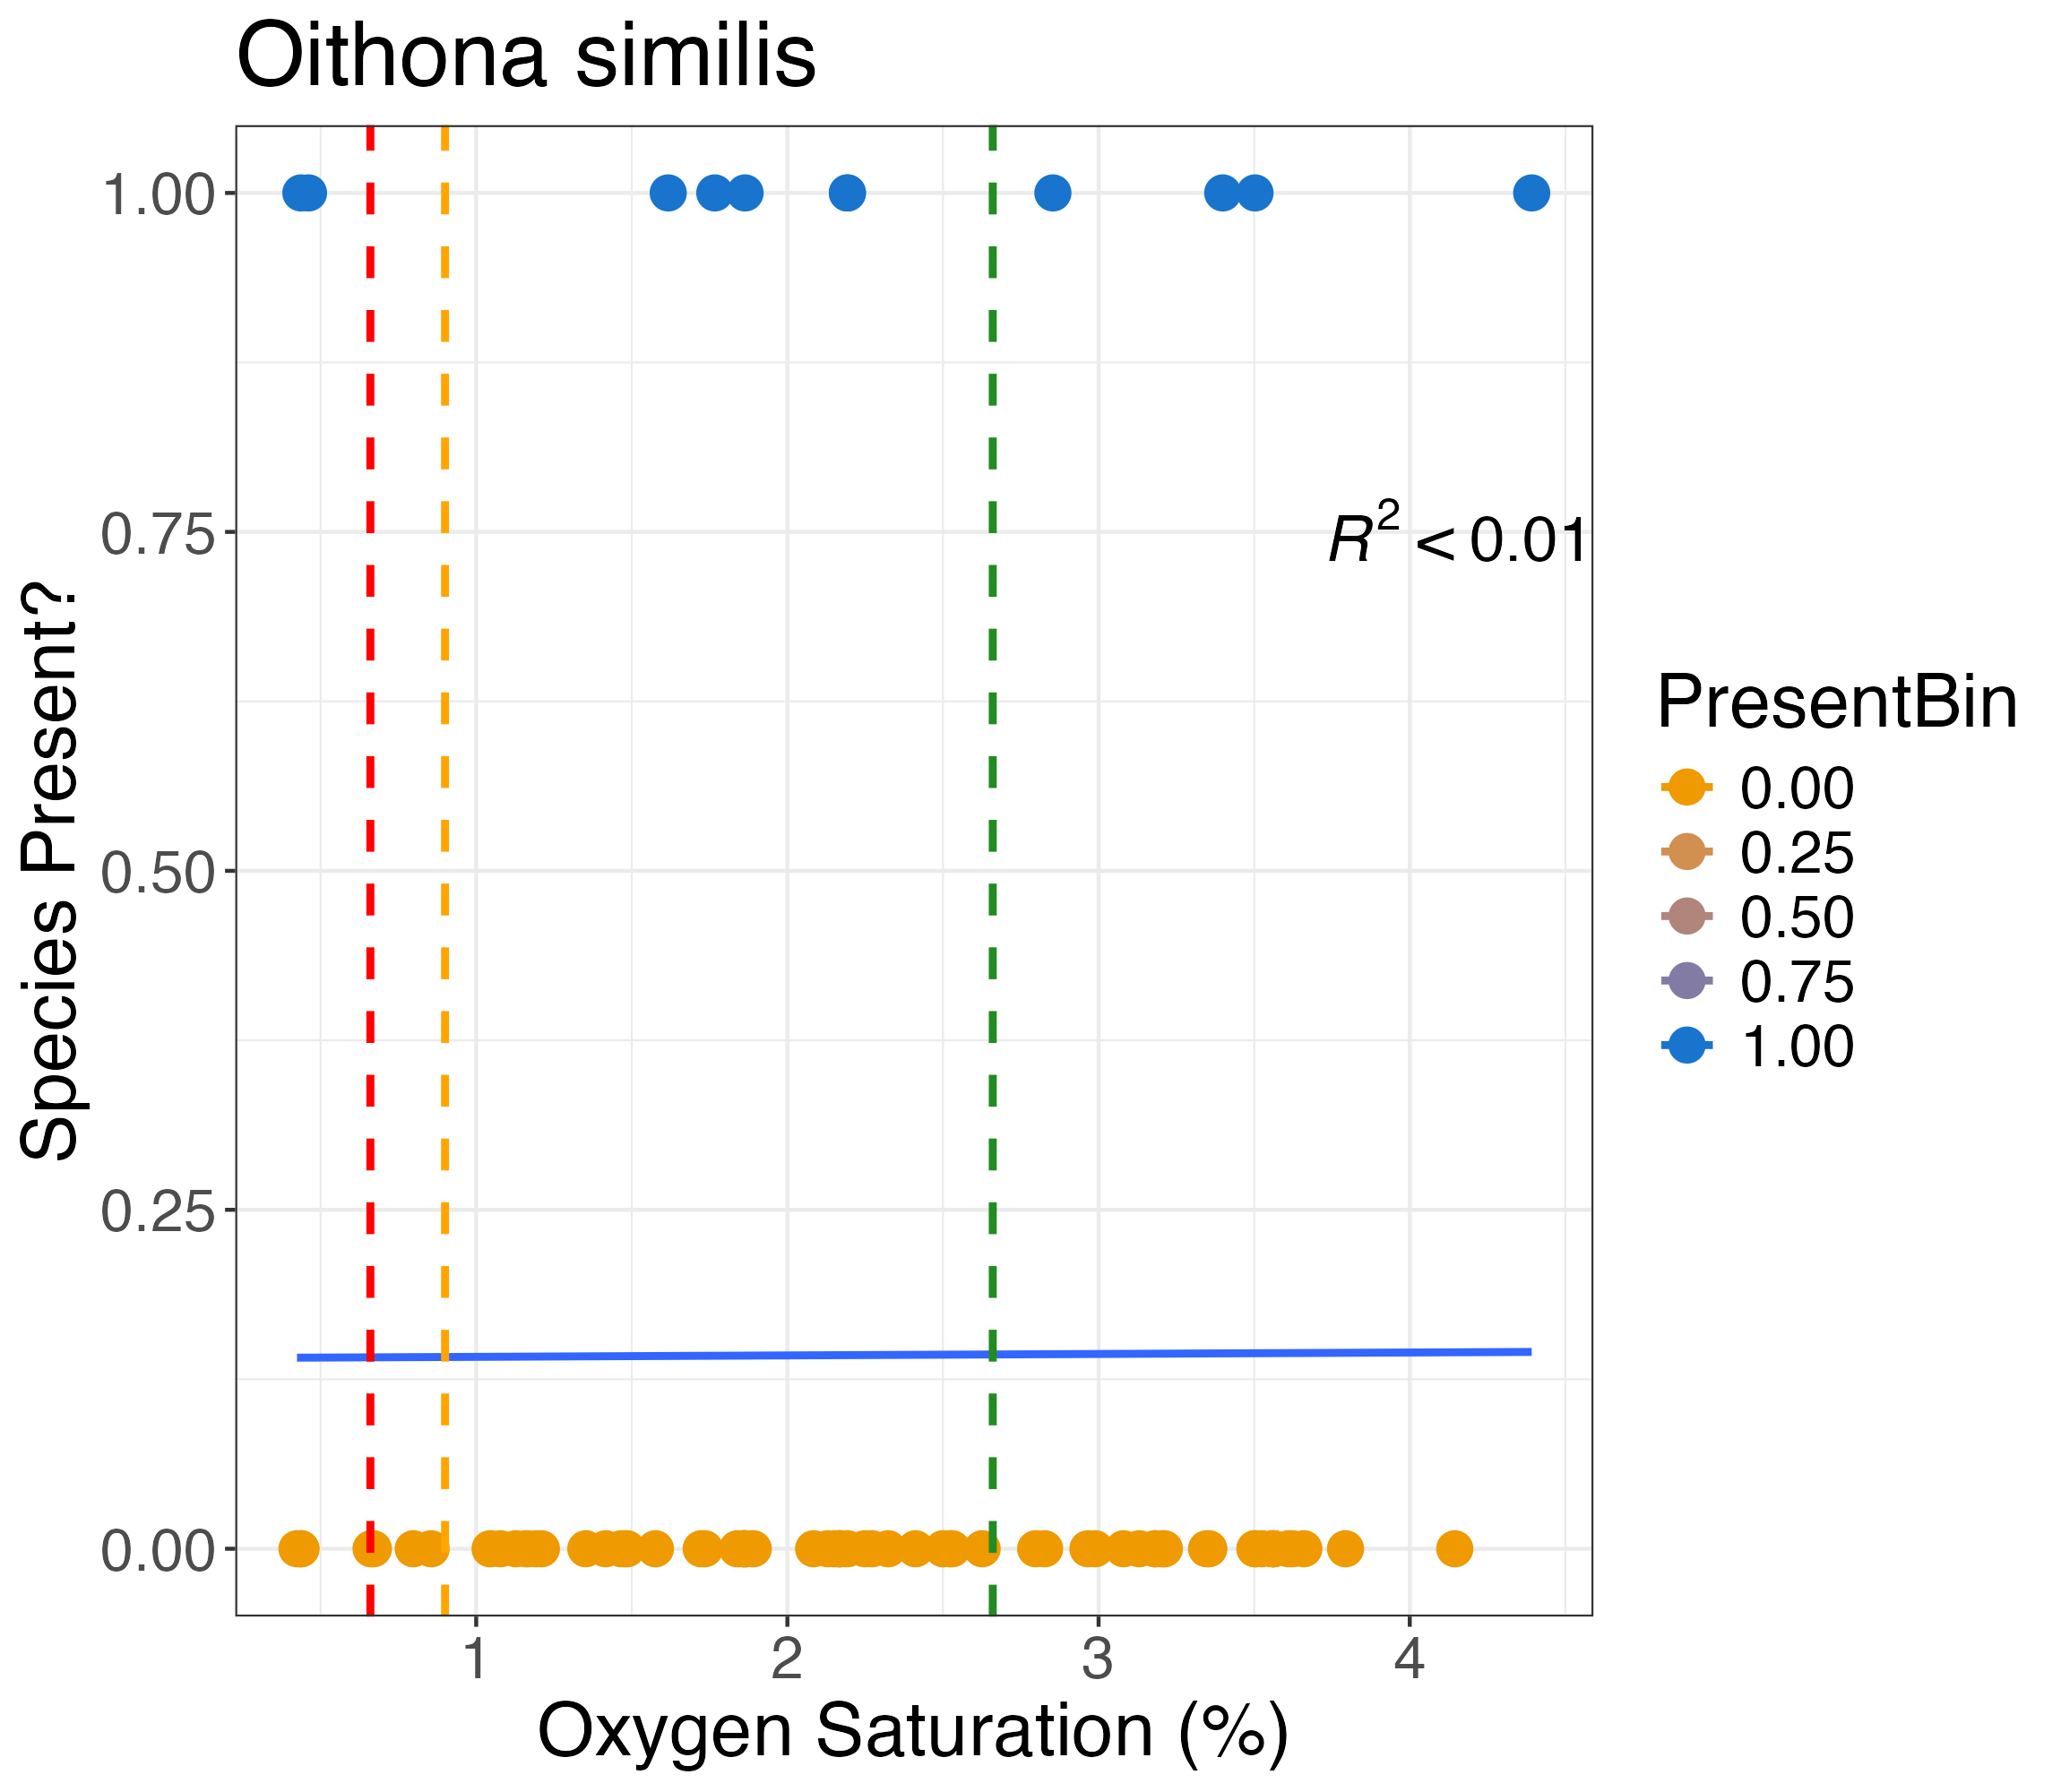 Oithona similis
1.00
0.75
0.50
0.25
0.00
Species Present?
R² < 0.01
1 2 3 4
Oxygen Saturation (%)
PresentBin
0.00
0.25
0.50
0.75
1.00